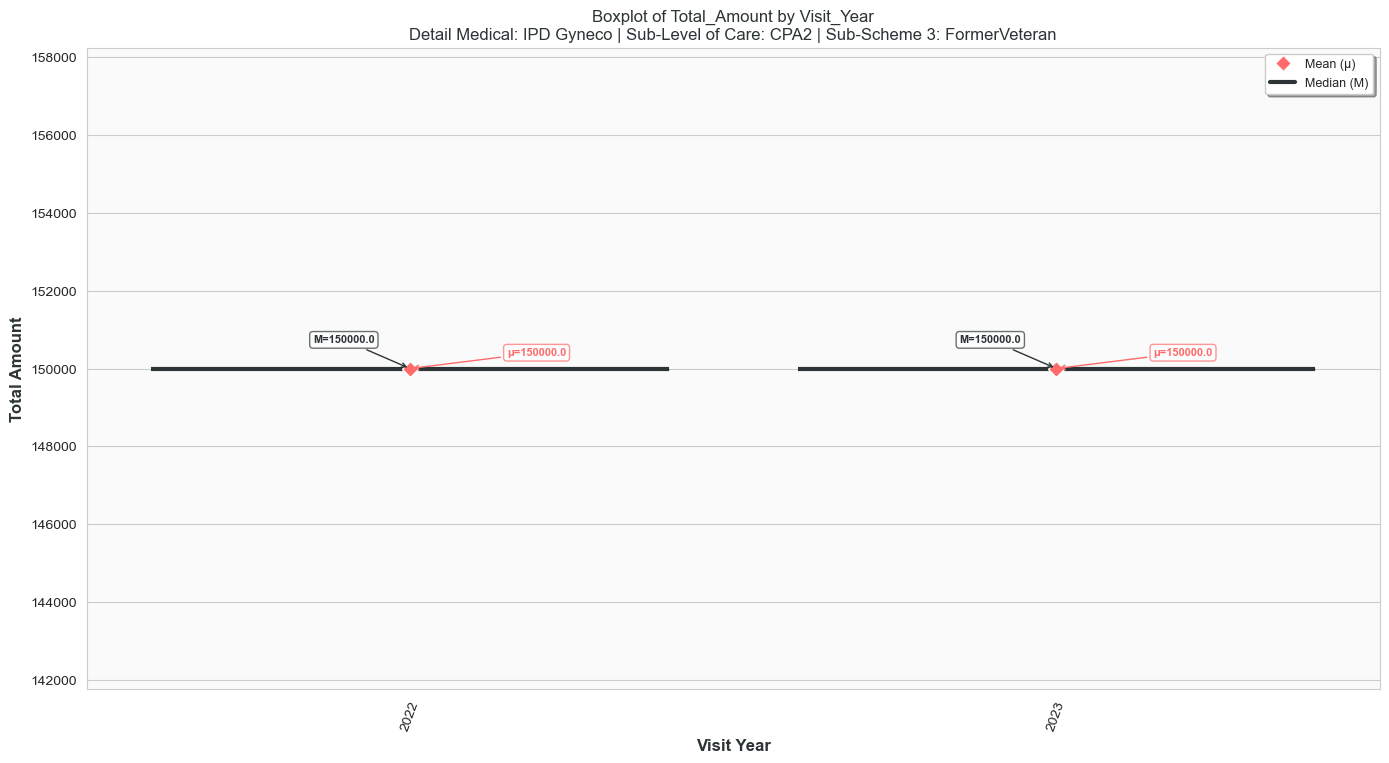 Boxplot of Total_Amount by Visit_Year
Detail Medical: IPD Gyneco | Sub-Level of Care: CPA2 | Sub-Scheme 3: FormerVeteran
Mean (μ)
Median (M)
Total Amount
158000
156000
154000
152000
150000
148000
146000
144000
142000
M=150000.0
μ=150000.0
M=150000.0
μ=150000.0
2022
2023
Visit Year